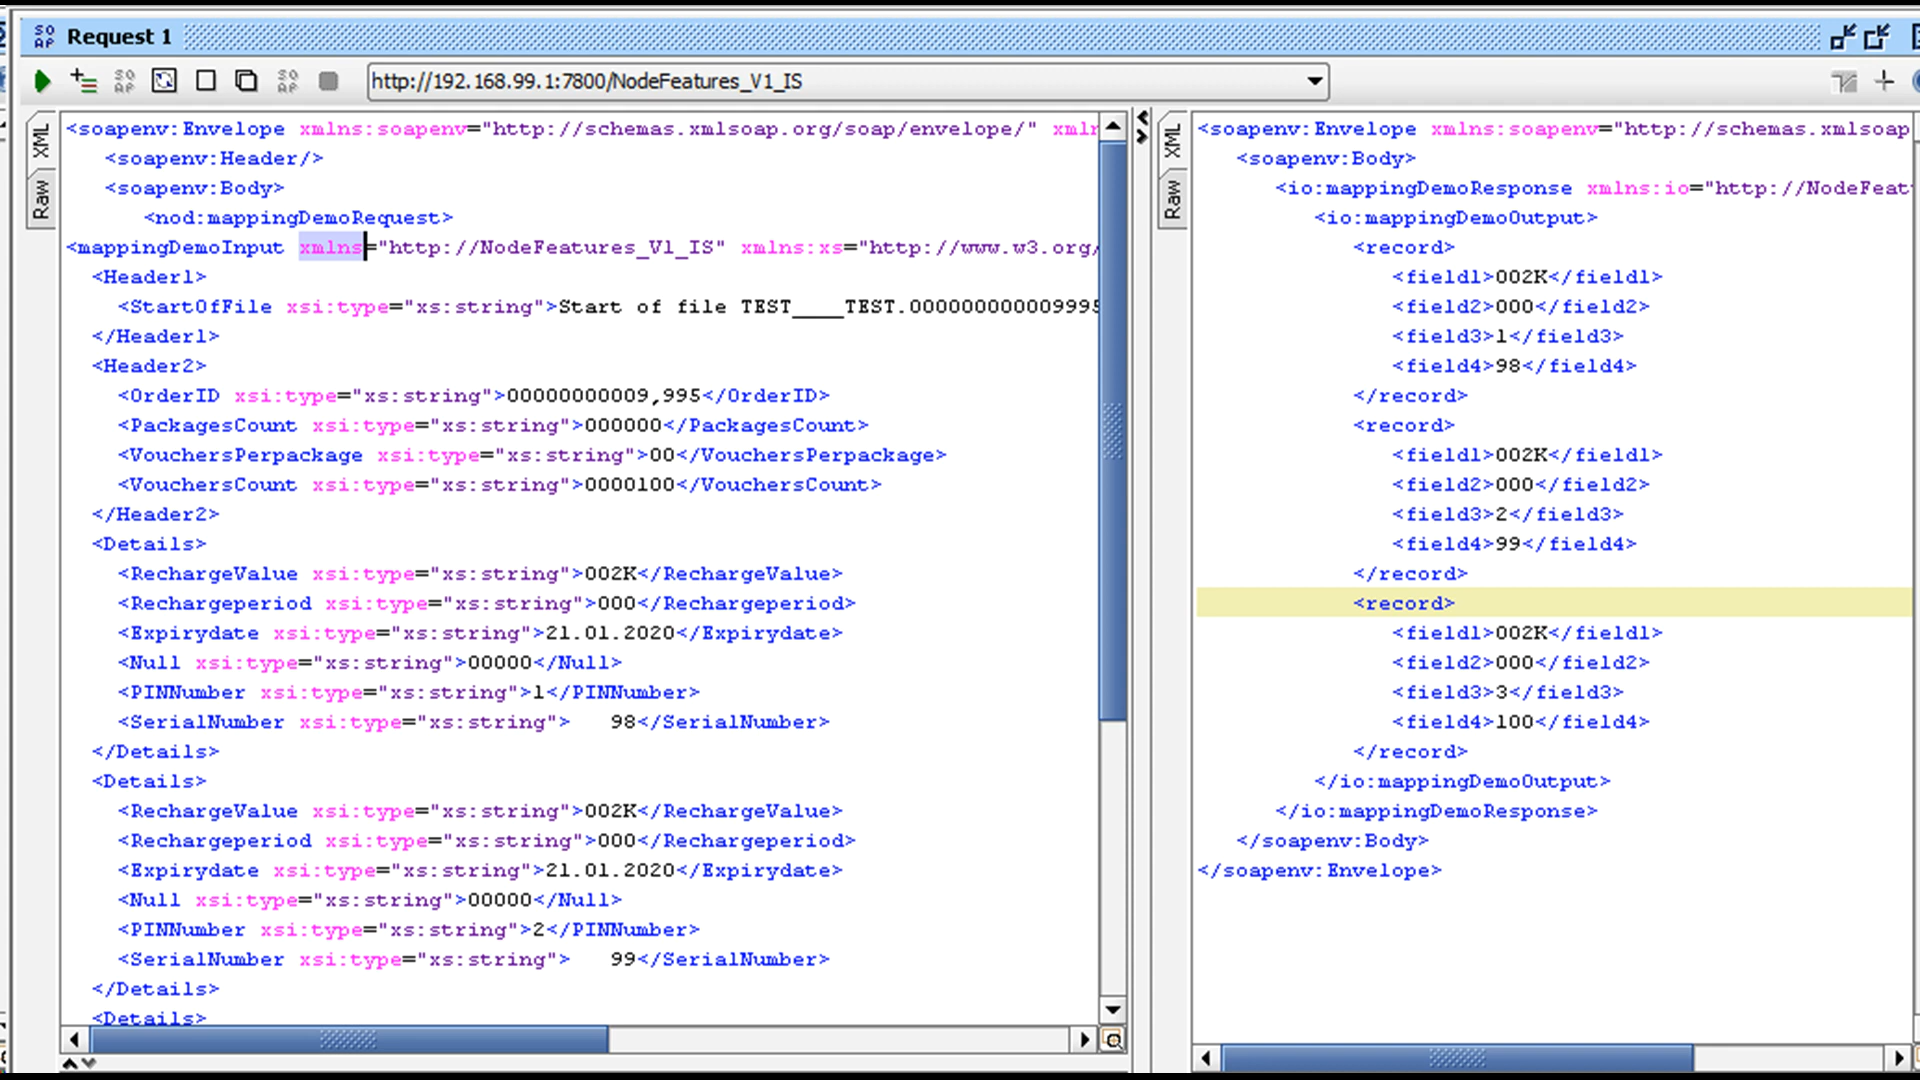 SO AP Request 1
http://192.168.99.1:7800/NodeFeatures_V1_IS
XML
Raw
<soapenv:Envelope xmlns:soapenv="http://schemas.xmlsoap.org/soap/envelope/" xmlr
<soapenv:Header/>
<soapenv:Body>
<nod:mappingDemoRequest>
<mappingDemoInput xmlns="http://NodeFeatures_V1_IS" xmlns:xs="http://www.w3.org/
<Header1>
<StartOfFile xsi:type="xs:string">Start of file TEST____TEST.0000000000009995
</Header1>
<Header2>
<OrderID xsi:type="xs:string">00000000009,995</OrderID>
<PackagesCount xsi:type="xs:string">000000</PackagesCount>
<VouchersPerpackage xsi:type="xs:string">00</VouchersPerpackage>
<VouchersCount xsi:type="xs:string">0000100</VouchersCount>
</Header2>
<Details>
<RechargeValue xsi:type="xs:string">002K</RechargeValue>
<Rechargeperiod xsi:type="xs:string">000</Rechargeperiod>
<Expirydate xsi:type="xs:string">21.01.2020</Expirydate>
<Null xsi:type="xs:string">00000</Null>
<PINNumber xsi:type="xs:string">1</PINNumber>
<SerialNumber xsi:type="xs:string">   98</SerialNumber>
</Details>
<Details>
<RechargeValue xsi:type="xs:string">002K</RechargeValue>
<Rechargeperiod xsi:type="xs:string">000</Rechargeperiod>
<Expirydate xsi:type="xs:string">21.01.2020</Expirydate>
<Null xsi:type="xs:string">00000</Null>
<PINNumber xsi:type="xs:string">2</PINNumber>
<SerialNumber xsi:type="xs:string">   99</SerialNumber>
</Details>
<Details>
XML
Raw
<soapenv:Envelope xmlns:soapenv="http://schemas.xmlsoap
<soapenv:Body>
<io:mappingDemoResponse xmlns:io="http://NodeFeat
<io:mappingDemoOutput>
<record>
<field1>002K</field1>
<field2>000</field2>
<field3>1</field3>
<field4>98</field4>
</record>
<record>
<field1>002K</field1>
<field2>000</field2>
<field3>2</field3>
<field4>99</field4>
</record>
<record>
<field1>002K</field1>
<field2>000</field2>
<field3>3</field3>
<field4>100</field4>
</record>
</io:mappingDemoOutput>
</io:mappingDemoResponse>
</soapenv:Body>
</soapenv:Envelope>